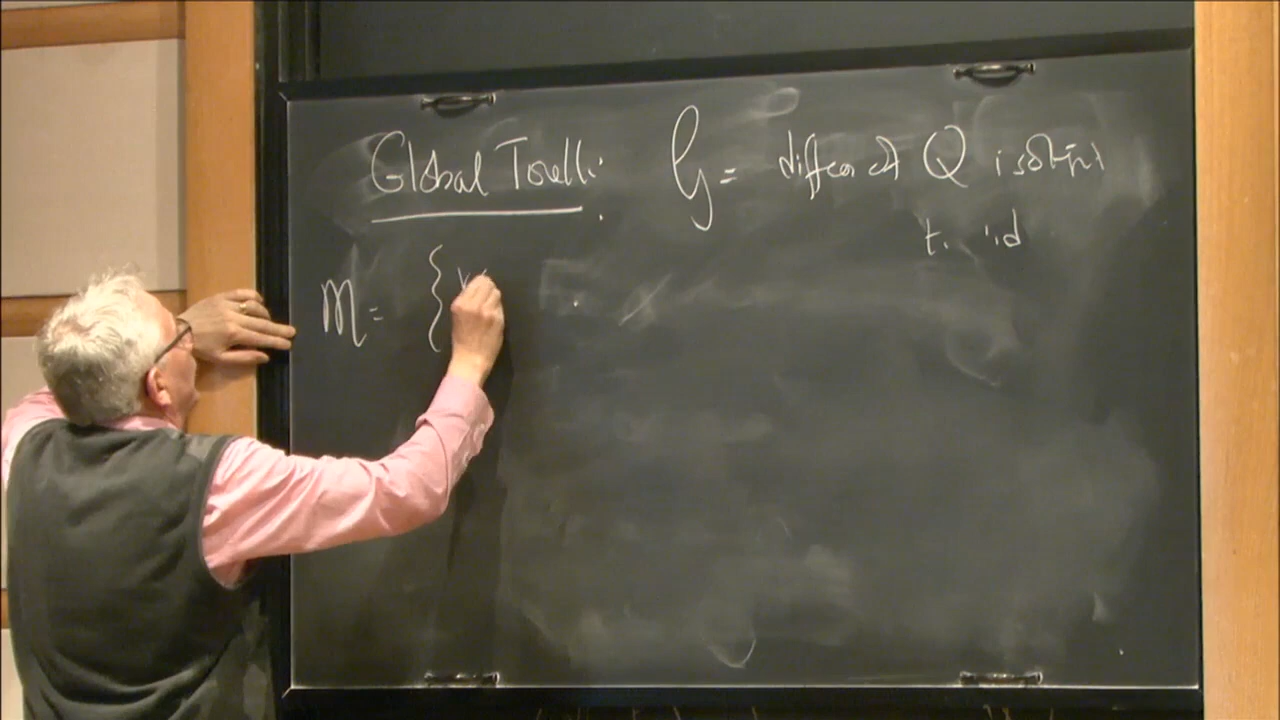 Global Torelli: G = diffeos of Q isotopic
to id
M = {